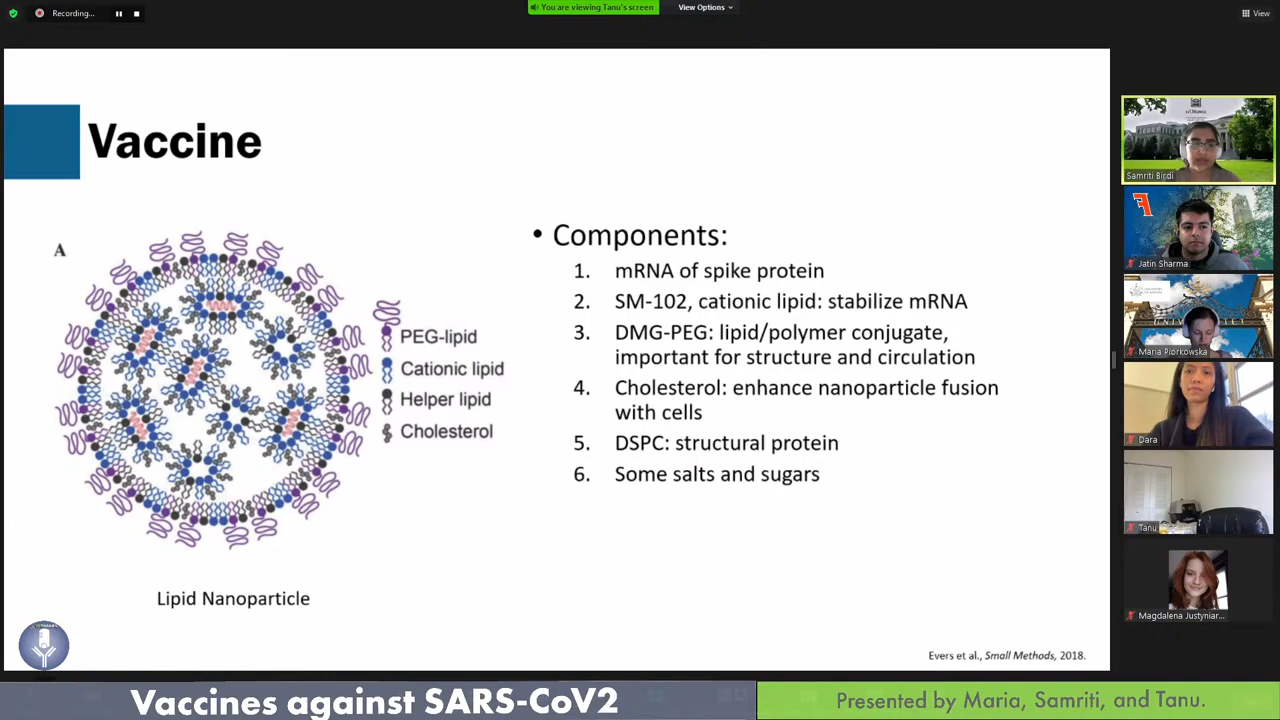 Recording...
You are viewing Tanu's screen
View Options
View
Vaccine
A
PEG-lipid
Cationic lipid
Helper lipid
Cholesterol
Lipid Nanoparticle
• Components:
1. mRNA of spike protein
2. SM-102, cationic lipid: stabilize mRNA
3. DMG-PEG: lipid/polymer conjugate,
important for structure and circulation
4. Cholesterol: enhance nanoparticle fusion
with cells
5. DSPC: structural protein
6. Some salts and sugars
Evers et al., Small Methods, 2018.
uOttawa
Samriti Birdi
Jatin Sharma
Maria Piórkowska
Dara
Tanu
Magdalena Justyniar...
Vaccines against SARS-CoV2
Presented by Maria, Samriti, and Tanu.